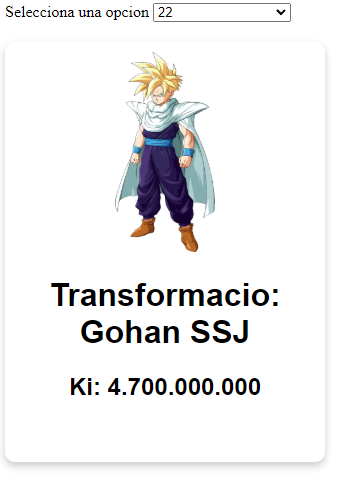 Selecciona una opcion 22
Transformacio:
Gohan SSJ
Ki: 4.700.000.000